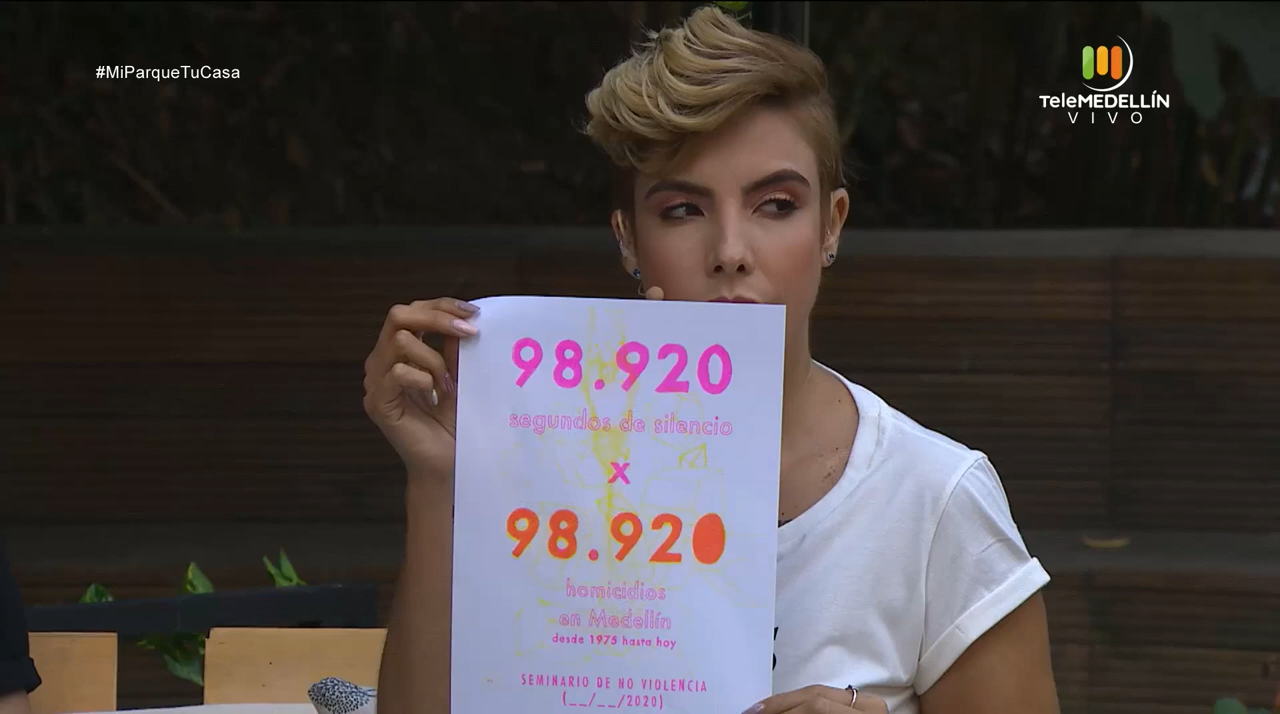 #MiParqueTuCasa
TeleMEDELLÍN
VIVO
98.920
segundos de silencio
x
98.920
homicidios
en Medellín
desde 1975 hasta hoy
SEMINARIO DE NO VIOLENCIA
(__/__/2020)